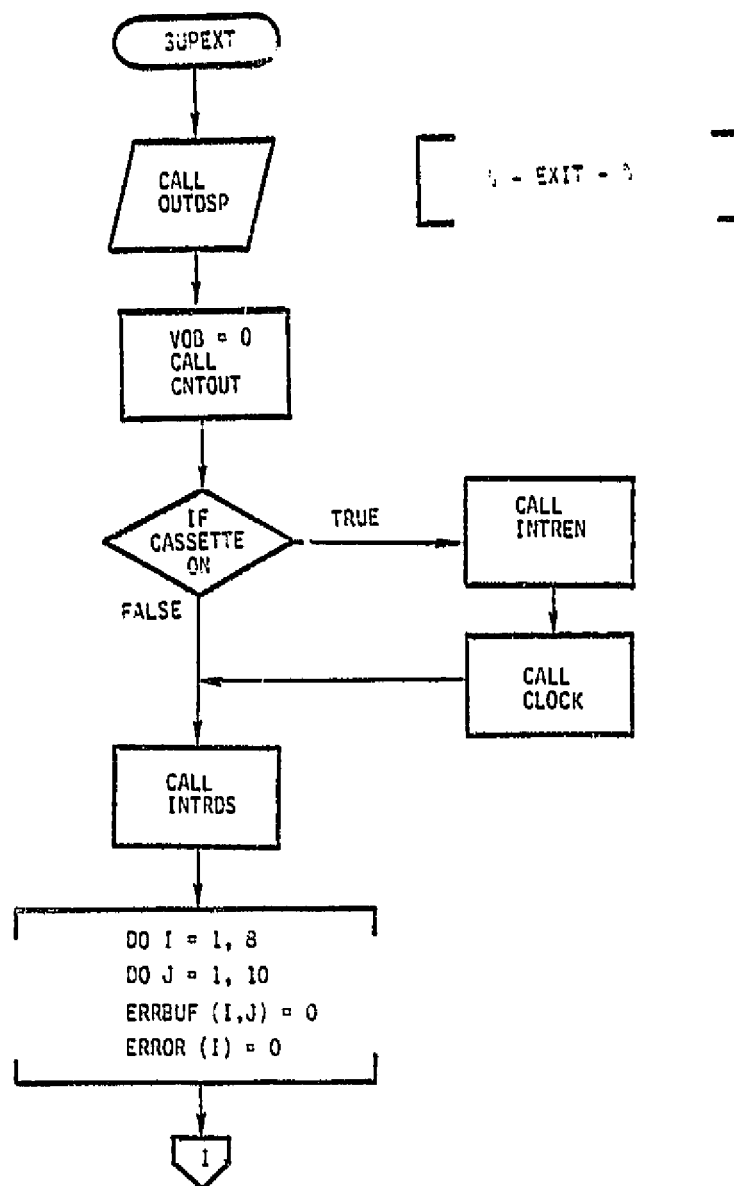 SUPEXT
CALL
OUTDSP
- EXIT -
VOB = 0
CALL
CNTOUT
IF
CASSETTE
ON
TRUE
CALL
INTREN
FALSE
CALL
CLOCK
CALL
INTRDS
DO I = 1, 8
DO J = 1, 10
ERRBUF (I,J) = 0
ERROR (I) = 0
I